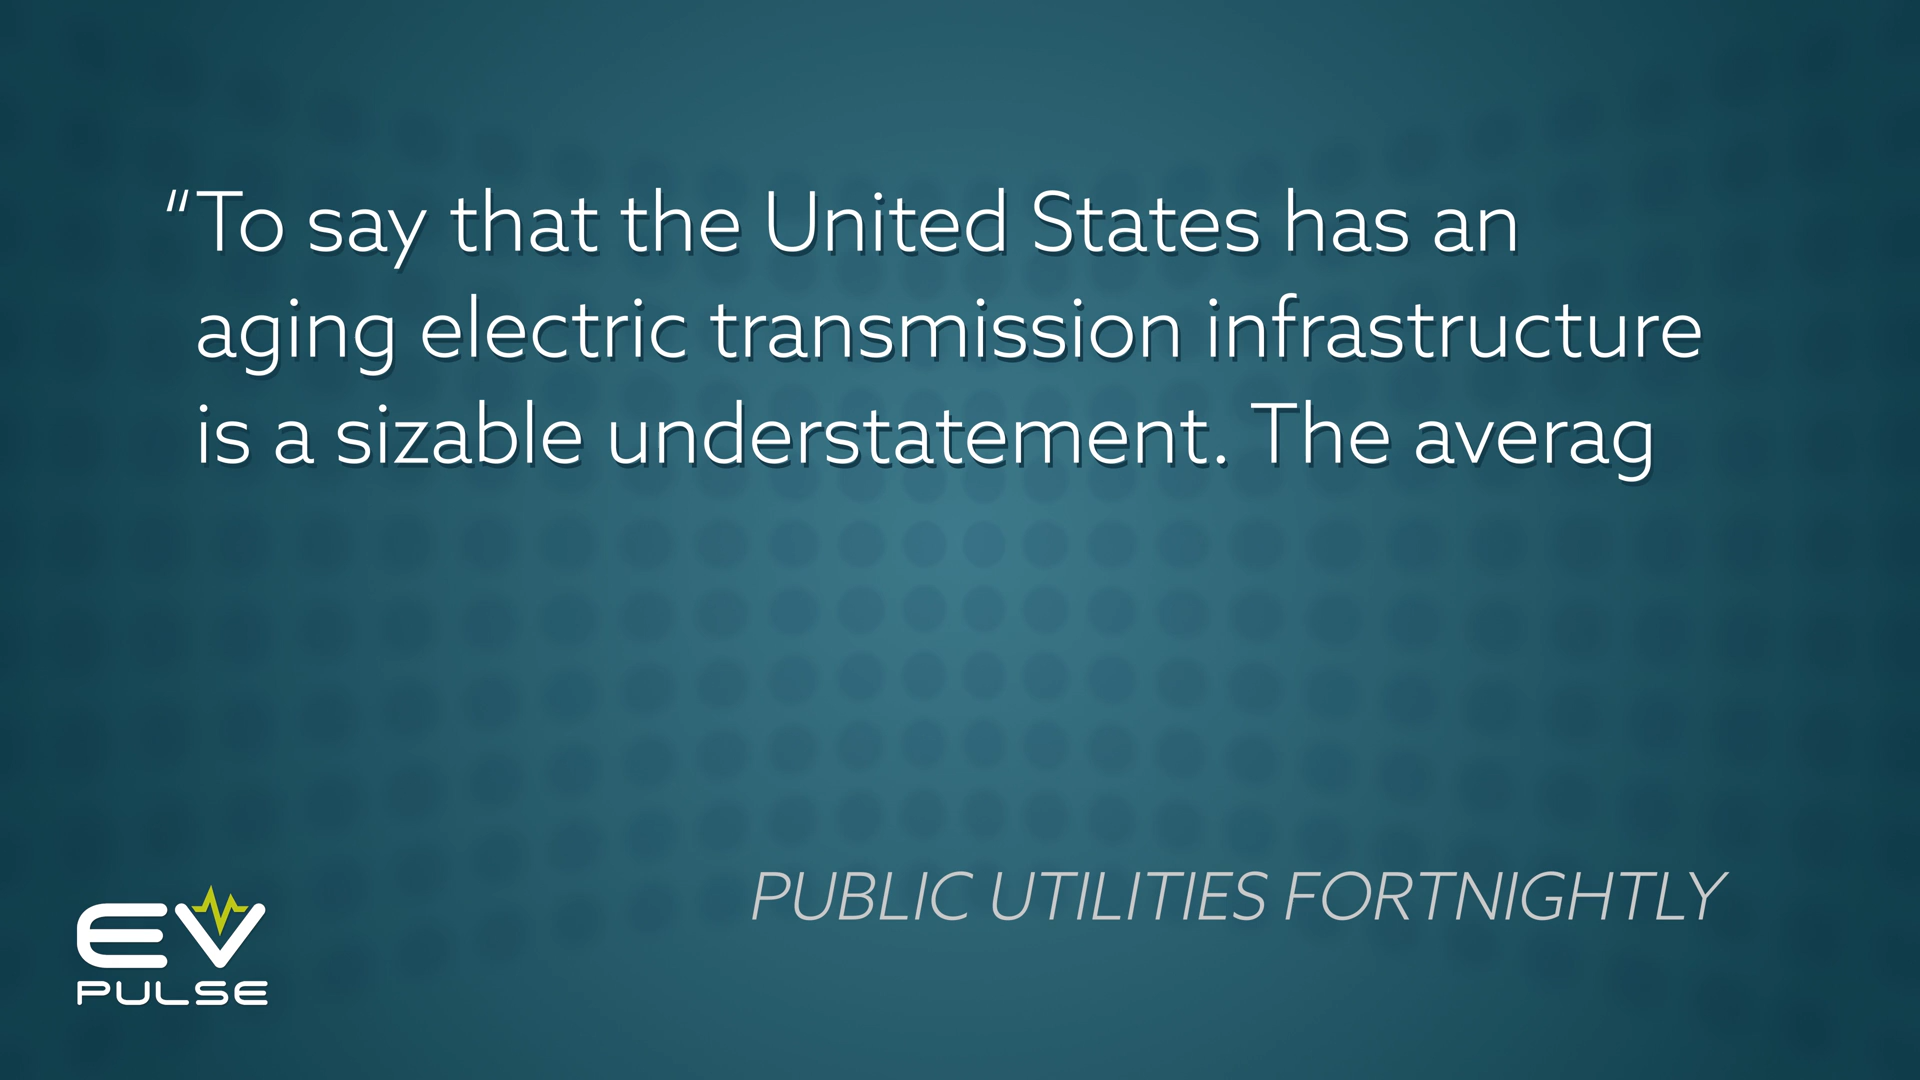 “To say that the United States has an
aging electric transmission infrastructure
is a sizable understatement. The averag
PUBLIC UTILITIES FORTNIGHTLY
EV
PULSE